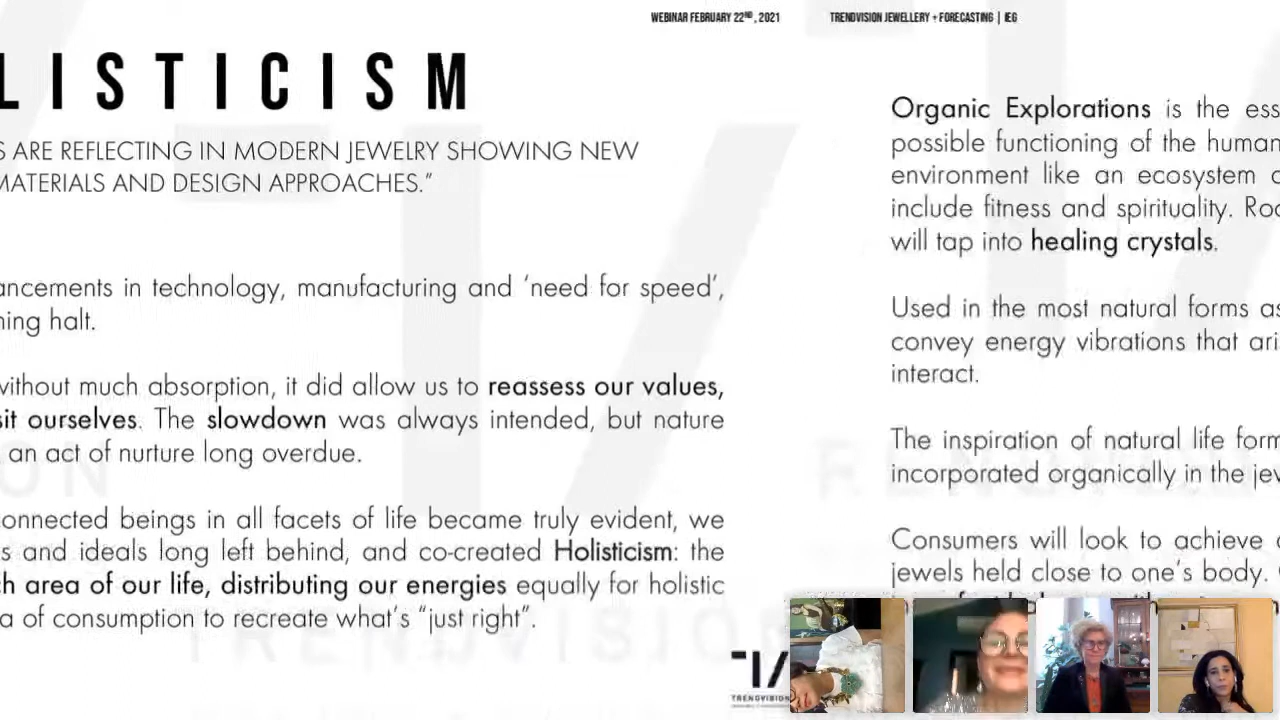 WEBINAR FEBRUARY 22ND, 2021
TRENDVISION JEWELLERY + FORECASTING | IEG
LISTICISM
S ARE REFLECTING IN MODERN JEWELRY SHOWING NEW
MATERIALS AND DESIGN APPROACHES.”
ancements in technology, manufacturing and ‘need for speed’,
ning halt.
without much absorption, it did allow us to reassess our values,
sit ourselves. The slowdown was always intended, but nature
an act of nurture long overdue.
onnected beings in all facets of life became truly evident, we
s and ideals long left behind, and co-created Holisticism: the
ch area of our life, distributing our energies equally for holistic
a of consumption to recreate what’s “just right”.
Organic Explorations is the ess
possible functioning of the human
environment like an ecosystem
include fitness and spirituality. Roo
will tap into healing crystals.
Used in the most natural forms as
convey energy vibrations that ari
interact.
The inspiration of natural life form
incorporated organically in the jew
Consumers will look to achieve
jewels held close to one’s body.
TRENDVISION